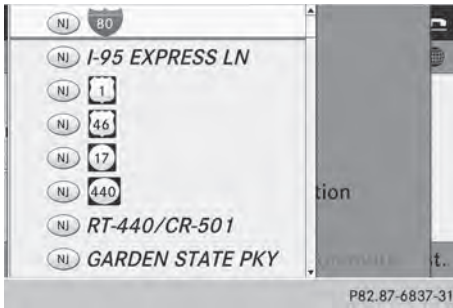 NJ 80
NJ I-95 EXPRESS LN
NJ 1
NJ 46
NJ 17
NJ 440
tion
NJ RT-440/CR-501
NJ GARDEN STATE PKY
P82.87-6837-31